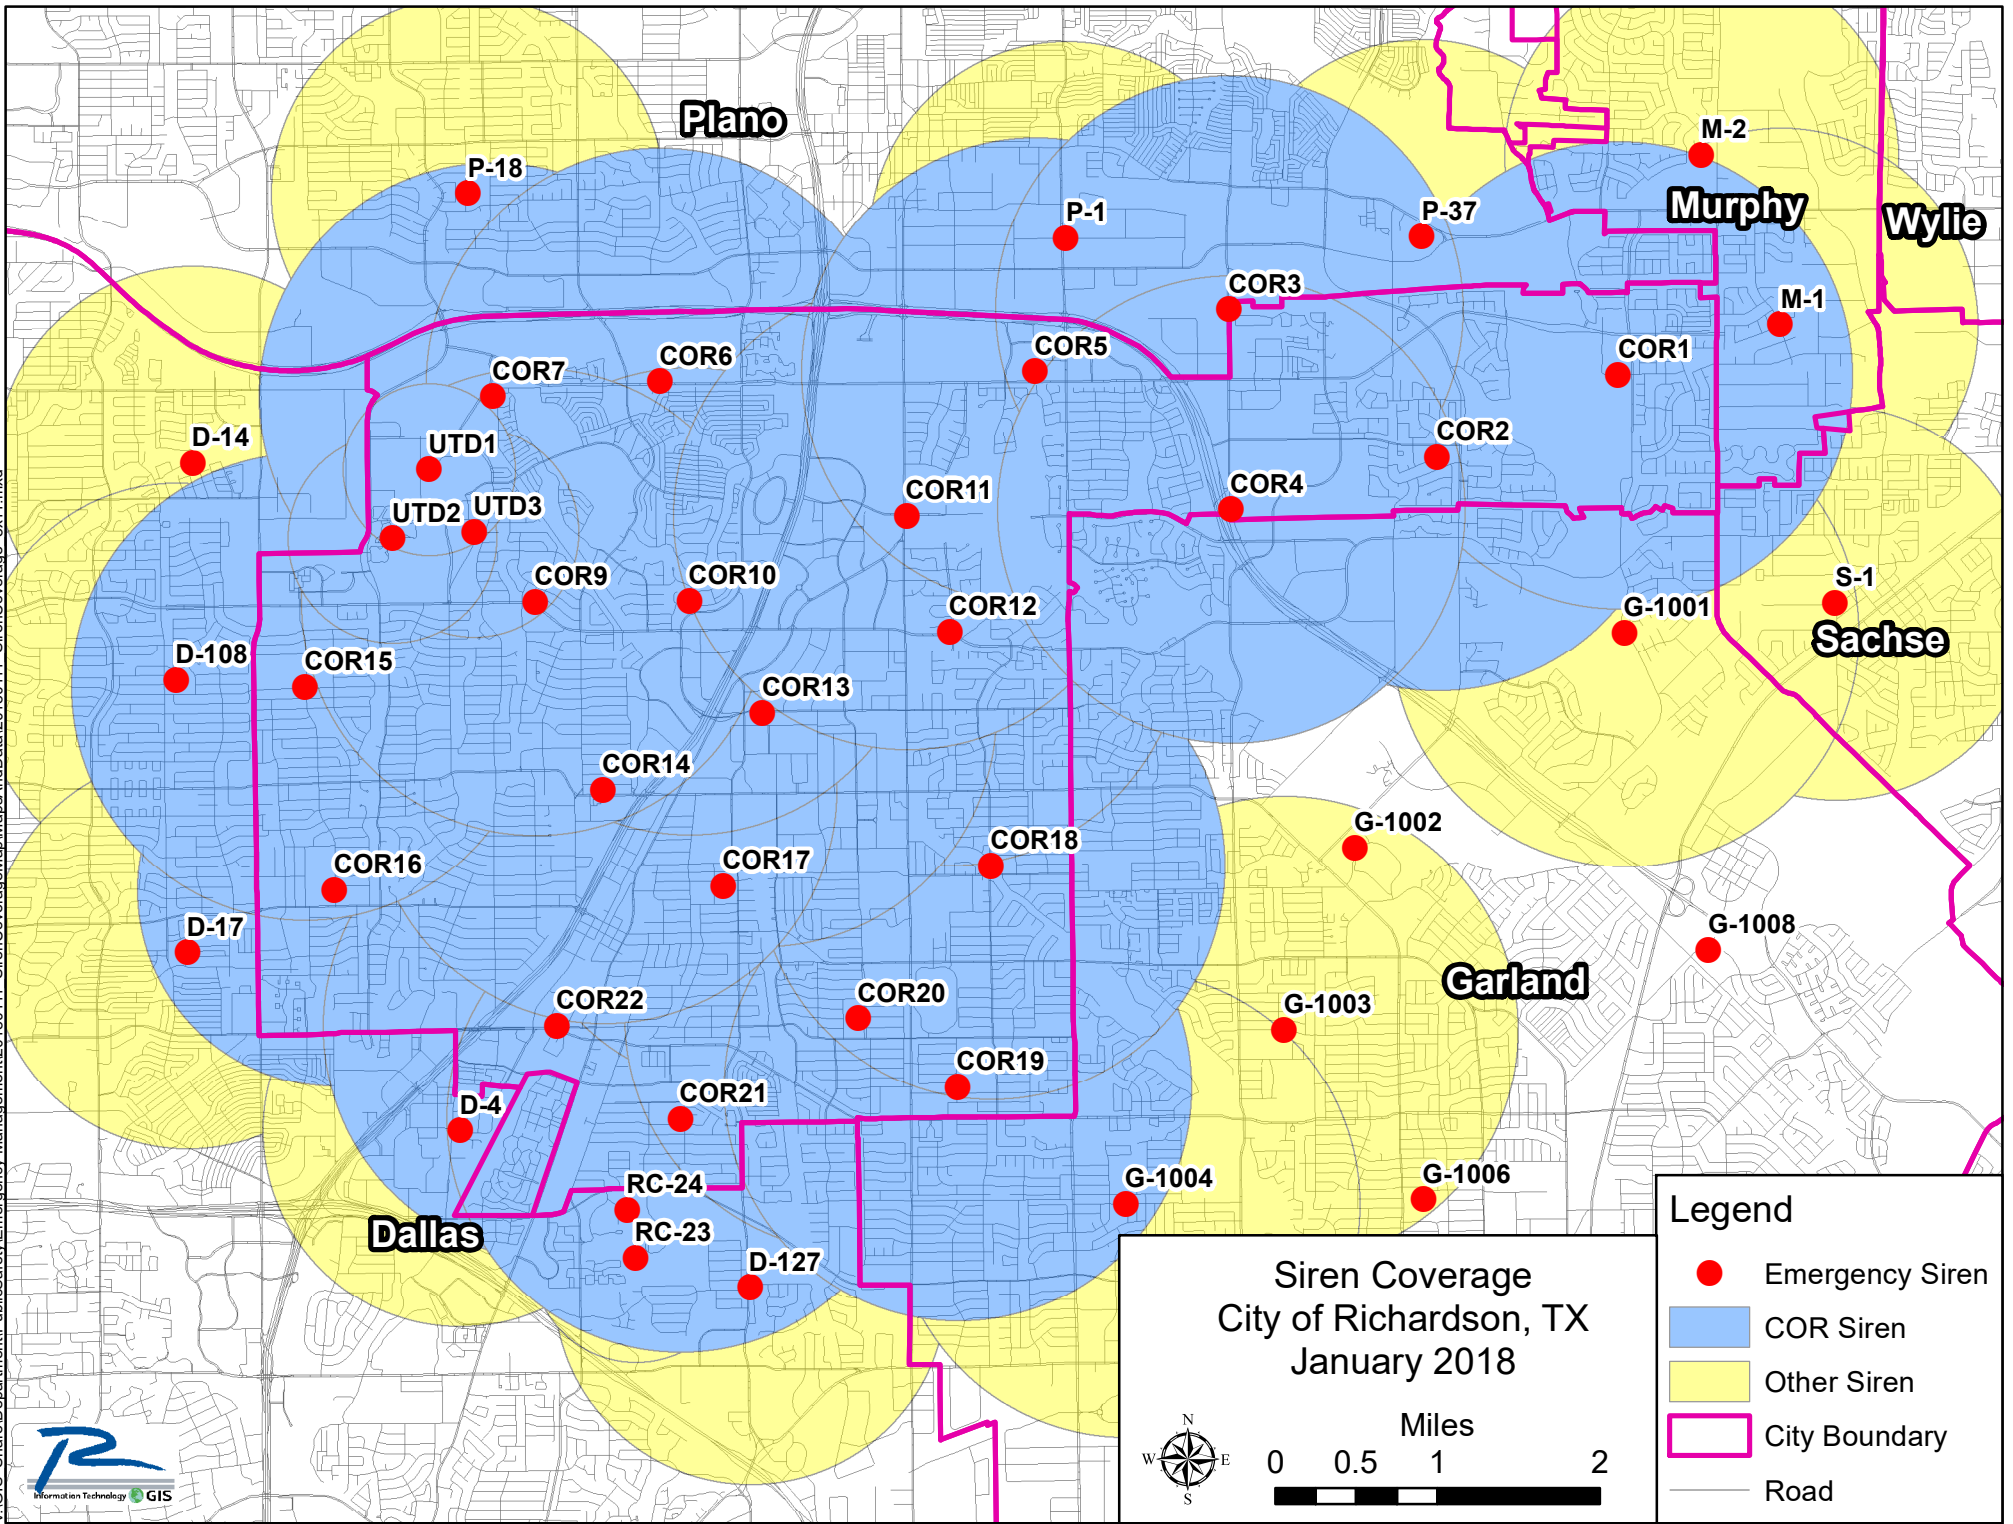 Plano
M-2
P-18
Murphy
Wylie
P-1
P-37
COR3
M-1
COR5
COR6
COR1
COR7
D-14
UTD1
COR2
COR11
COR4
UTD2
UTD3
COR9
COR10
S-1
COR12
G-1001
Sachse
D-108
COR15
COR13
COR14
G-1002
COR18
COR17
COR16
D-17
G-1008
Garland
COR22
COR20
G-1003
COR19
D-4
COR21
G-1004
G-1006
RC-24
RC-23
Dallas
D-127
Siren Coverage
City of Richardson, TX
January 2018
Miles
0 0.5 1 2
N
W E
S
Legend
Emergency Siren
COR Siren
Other Siren
City Boundary
Road
Information Technology GIS